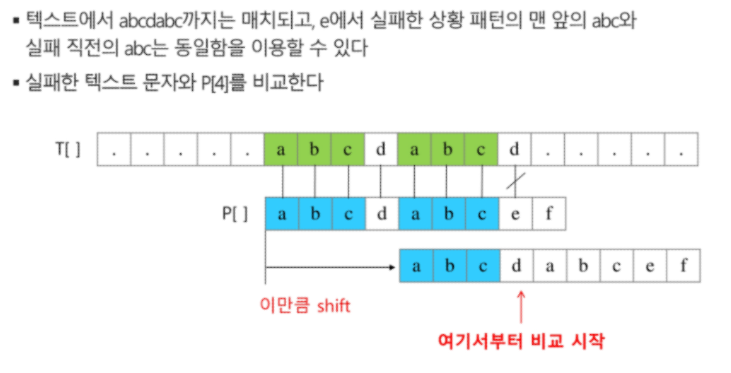 ▪ 텍스트에서 abcdabc까지는 매치되고, e에서 실패한 상황 패턴의 맨 앞의 abc와
실패 직전의 abc는 동일함을 이용할 수 있다
▪ 실패한 텍스트 문자와 P[4]를 비교한다
T[ ] . . . . . a b c d a b c d . . . . .
P[ ] a b c d a b c e f
a b c d a b c e f
이만큼 shift
여기서부터 비교 시작